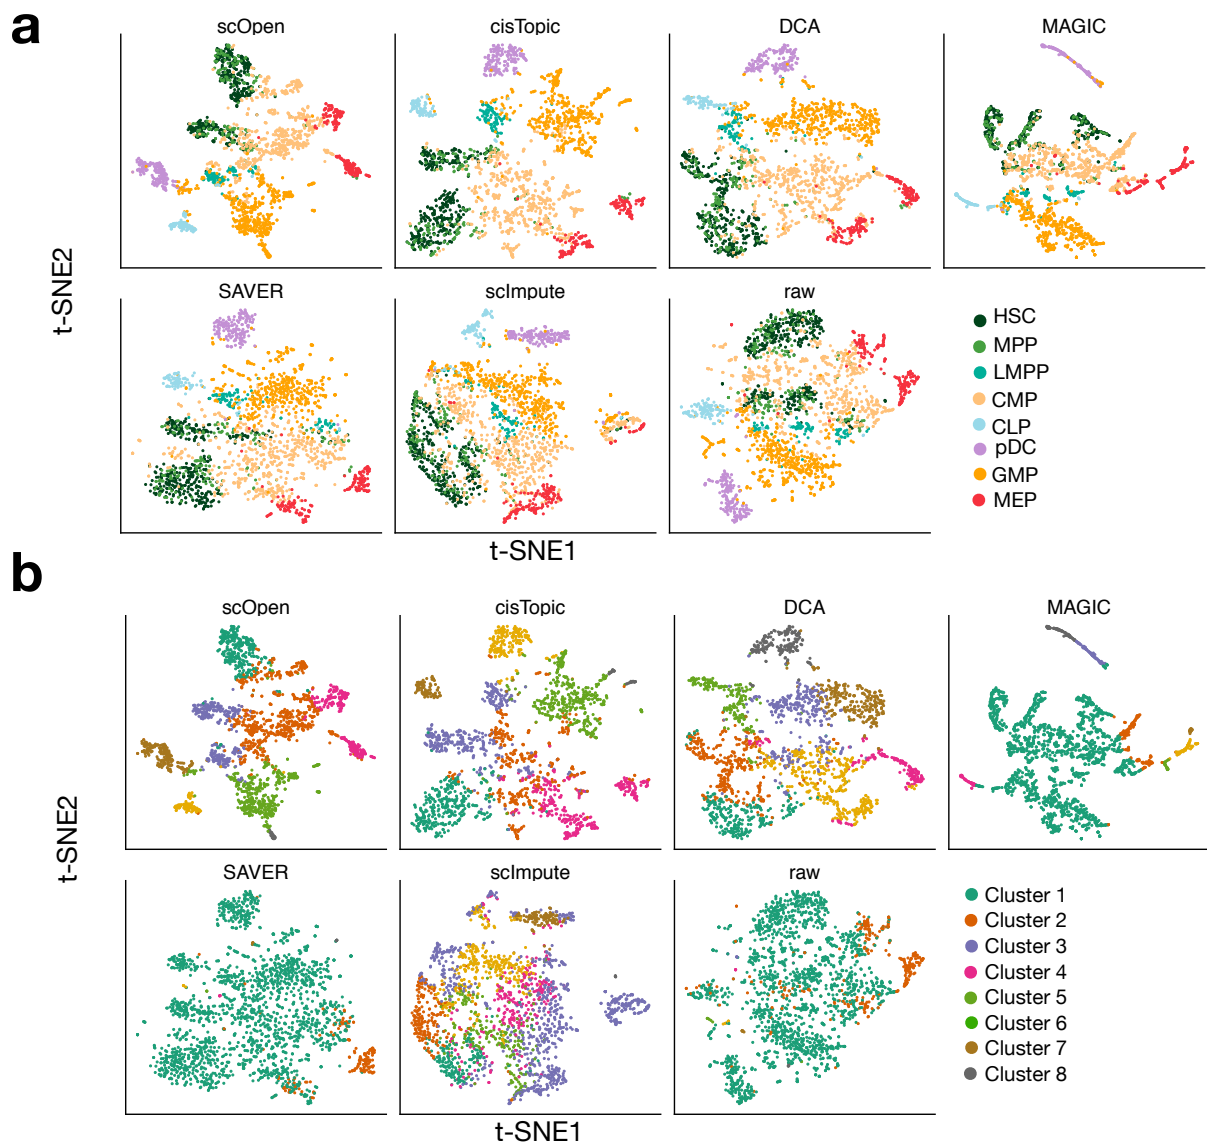 a
scOpen
cisTopic
DCA
MAGIC
t-SNE2
SAVER
scImpute
raw
HSC
MPP
LMPP
CMP
CLP
pDC
GMP
MEP
t-SNE1
b
scOpen
cisTopic
DCA
MAGIC
t-SNE2
SAVER
scImpute
raw
Cluster 1
Cluster 2
Cluster 3
Cluster 4
Cluster 5
Cluster 6
Cluster 7
Cluster 8
t-SNE1